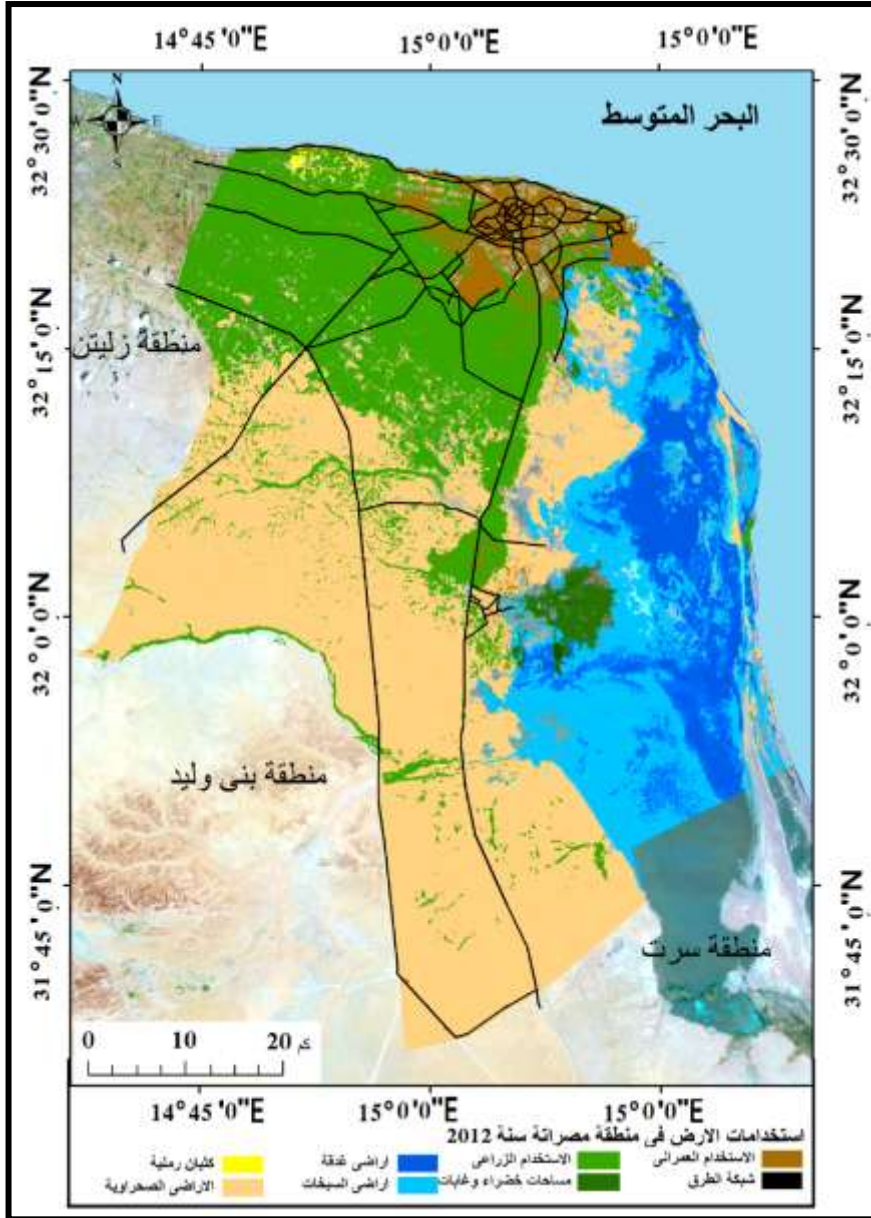 14°45'0"E 15°0'0"E 15°0'0"E
32°30'0"N 32°30'0"N
N
W E
S
البحر المتوسط
32°15'0"N 32°15'0"N
منطقة زليتن
32°0'0"N 32°0'0"N
منطقة بنى وليد
31°45'0"N 31°45'0"N
منطقة سرت
0 10 20 كم
14°45'0"E 15°0'0"E 15°0'0"E
استخدامات الارض فى منطقة مصراتة سنة 2012
الاستخدام العمرانى الاستخدام الزراعى اراضى غدقة كثبان رملية
شبكة الطرق مساحات خضراء وغابات اراضى السبخات الاراضى الصحراوية